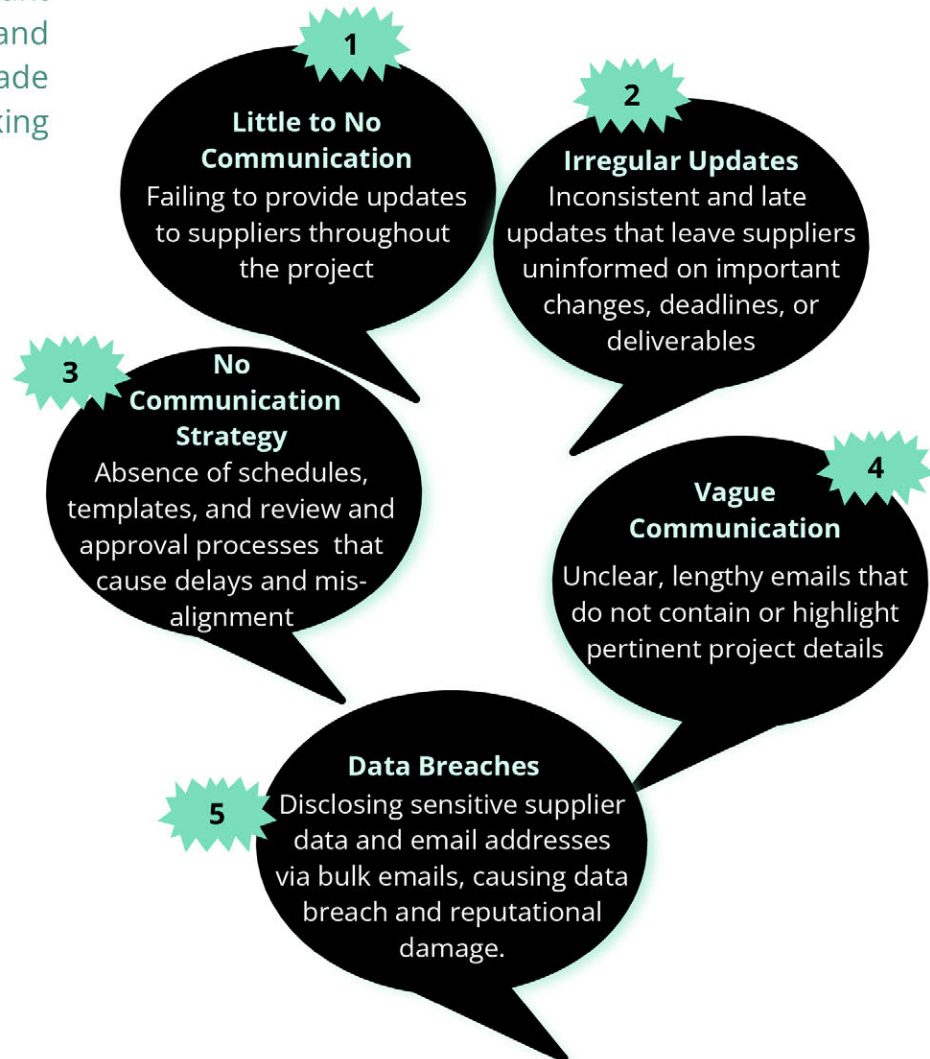 and
1
Little to No
Communication
Failing to provide updates
to suppliers throughout
the project
2
Irregular Updates
Inconsistent and late
updates that leave suppliers
uninformed on important
changes, deadlines, or
deliverables
3
No
Communication
Strategy
Absence of schedules,
templates, and review and
approval processes that
cause delays and mis-
alignment
4
Vague
Communication
Unclear, lengthy emails that
do not contain or highlight
pertinent project details
5
Data Breaches
Disclosing sensitive supplier
data and email addresses
via bulk emails, causing data
breach and reputational
damage.